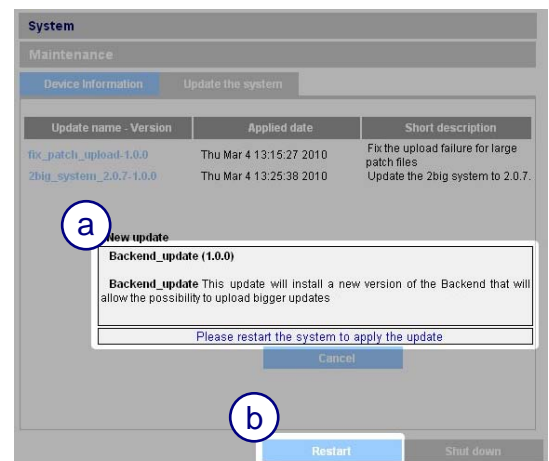 System
Maintenance
Device Information Update the system
Update name - Version Applied date Short description
fix_patch_upload-1.0.0 Thu Mar 4 13:15:27 2010 Fix the upload failure for large
patch files
2big_system_2.0.7-1.0.0 Thu Mar 4 13:25:38 2010 Update the 2big system to 2.0.7.
a
New update
Backend_update (1.0.0)
Backend_update This update will install a new version of the Backend that will
allow the possibility to upload bigger updates
Please restart the system to apply the update
Cancel
b
Restart Shut down